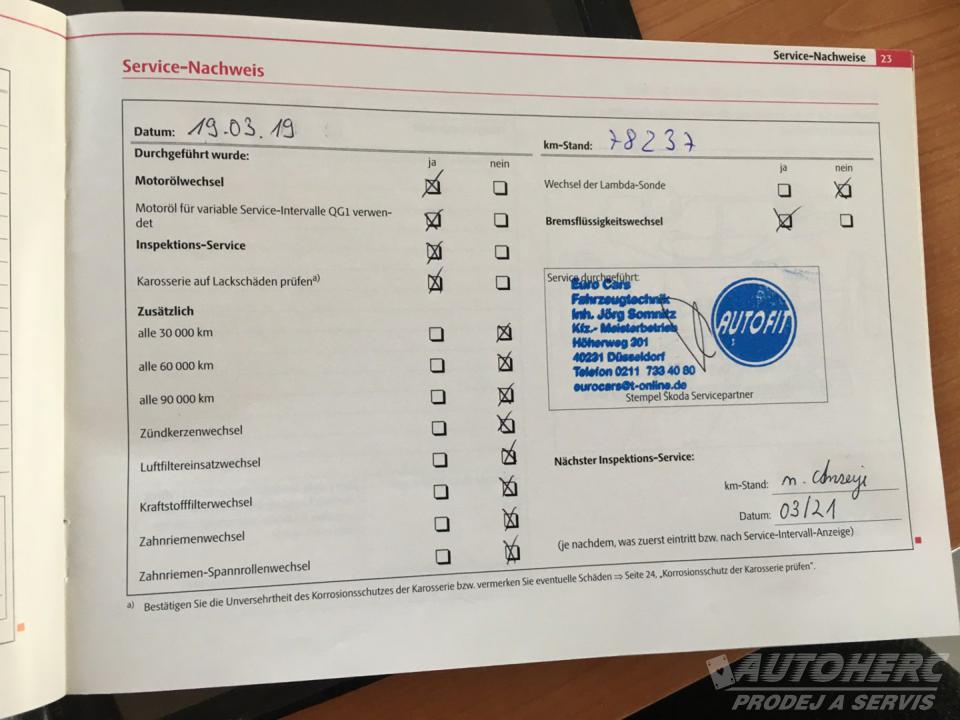 Service-Nachweise 23
Service-Nachweis
Datum: 19.03.19
km-Stand: 78237
Durchgeführt wurde:
ja nein
ja nein
Motorölwechsel
Wechsel der Lambda-Sonde
Motoröl für variable Service-Intervalle QG1 verwen-
det
Bremsflüssigkeitswechsel
Inspektions-Service
Karosserie auf Lackschäden prüfen a)
Zusätzlich
alle 30 000 km
alle 60 000 km
alle 90 000 km
Zündkerzenwechsel
Luftfiltereinsatzwechsel
Kraftstofffilterwechsel
Zahnriemenwechsel
Zahnriemen-Spannrollenwechsel
Service durchgeführt:
Euro Cars
Fahrzeugtechnik
Inh. Jörg Somnitz
Kfz.- Meisterbetrieb
Höherweg 301
40231 Düsseldorf
Telefon 0211 733 40 80
eurocars@t-online.de
AUTOFIT
Stempel Škoda Servicepartner
Nächster Inspektions-Service:
km-Stand: n.
Datum: 03/21
(je nachdem, was zuerst eintritt bzw. nach Service-Intervall-Anzeige)
a) Bestätigen Sie die Unversehrtheit des Korrosionsschutzes der Karosserie bzw. vermerken Sie eventuelle Schäden ⇒ Seite 24, „Korrosionsschutz der Karosserie prüfen“.
AUTOHERC
PRODEJ A SERVIS